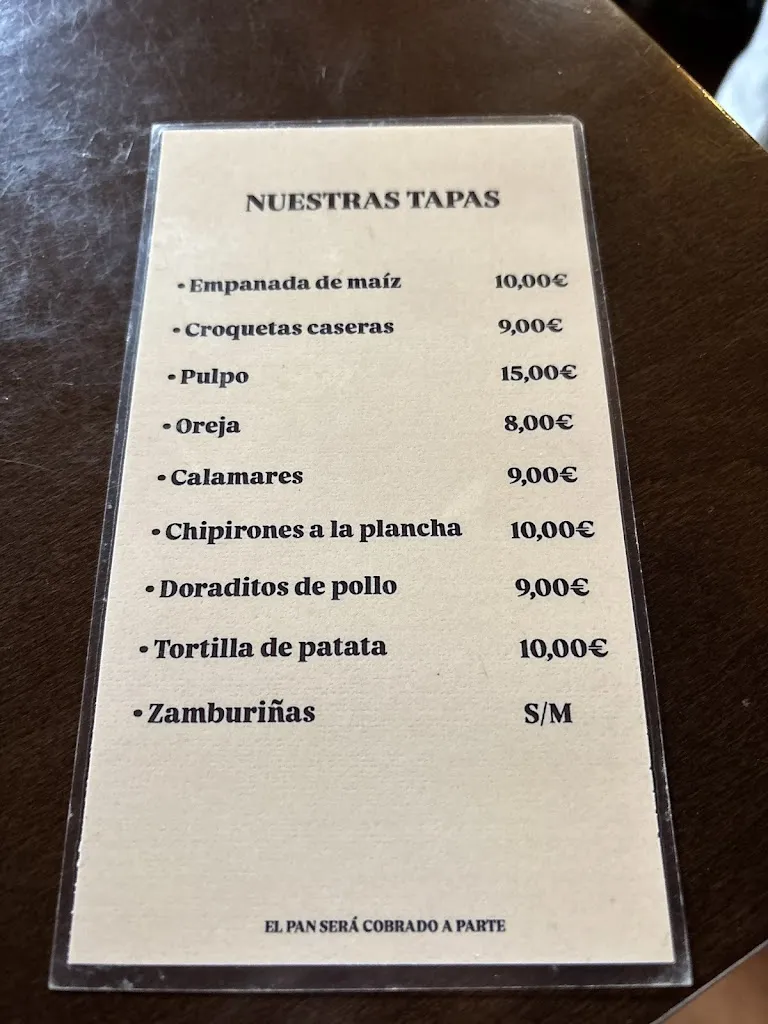 NUESTRAS TAPAS
• Empanada de maíz 10,00€
• Croquetas caseras 9,00€
• Pulpo 15,00€
• Oreja 8,00€
• Calamares 9,00€
• Chipirones a la plancha 10,00€
• Doraditos de pollo 9,00€
• Tortilla de patata 10,00€
• Zamburiñas S/M
EL PAN SERÁ COBRADO A PARTE